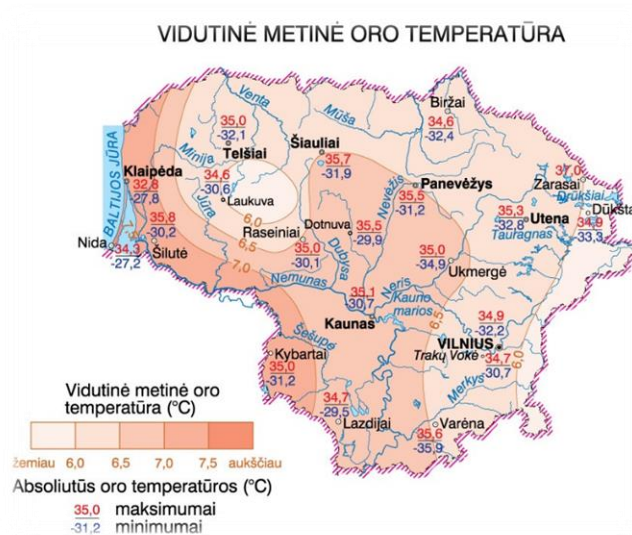 VIDUTINĖ METINĖ ORO TEMPERATŪRA
Venta
Mūša
Biržai
34,6
-32,4
35,0
-32,1
Telšiai
Šiauliai
35,7
-31,9
Minija
Klaipėda
32,8
-27,8
BALTIJOS JŪRA
34,6
-30,6
Laukuva
Jūra
6,0
6,5
7,0
Nevėžis
Panevėžys
35,5
-31,2
37,0
Zarasai
Drūkšiai
Dūkšta
34,9
-33,3
35,3
-32,8
Utena
Tauragnas
35,8
-30,2
Šilutė
Nida
34,3
-27,2
Raseiniai
35,0
-30,1
Dotnuva
35,5
-29,9
Dubysa
35,0
-34,9
Ukmergė
Nemunas
35,1
-30,7
Kaunas
Neris
Kauno
marios
6,5
34,9
-32,2
VILNIUS
Trakų Vokė
34,7
-30,7
6,0
Merkys
Šešupė
Kybartai
35,0
-31,2
34,7
-29,5
Lazdijai
Varėna
35,6
-35,9
Vidutinė metinė oro
temperatūra (°C)
žemiau 6,0 6,5 7,0 7,5 aukščiau
Absoliutūs oro temperatūros (°C)
35,0 maksimumai
-31,2 minimumai